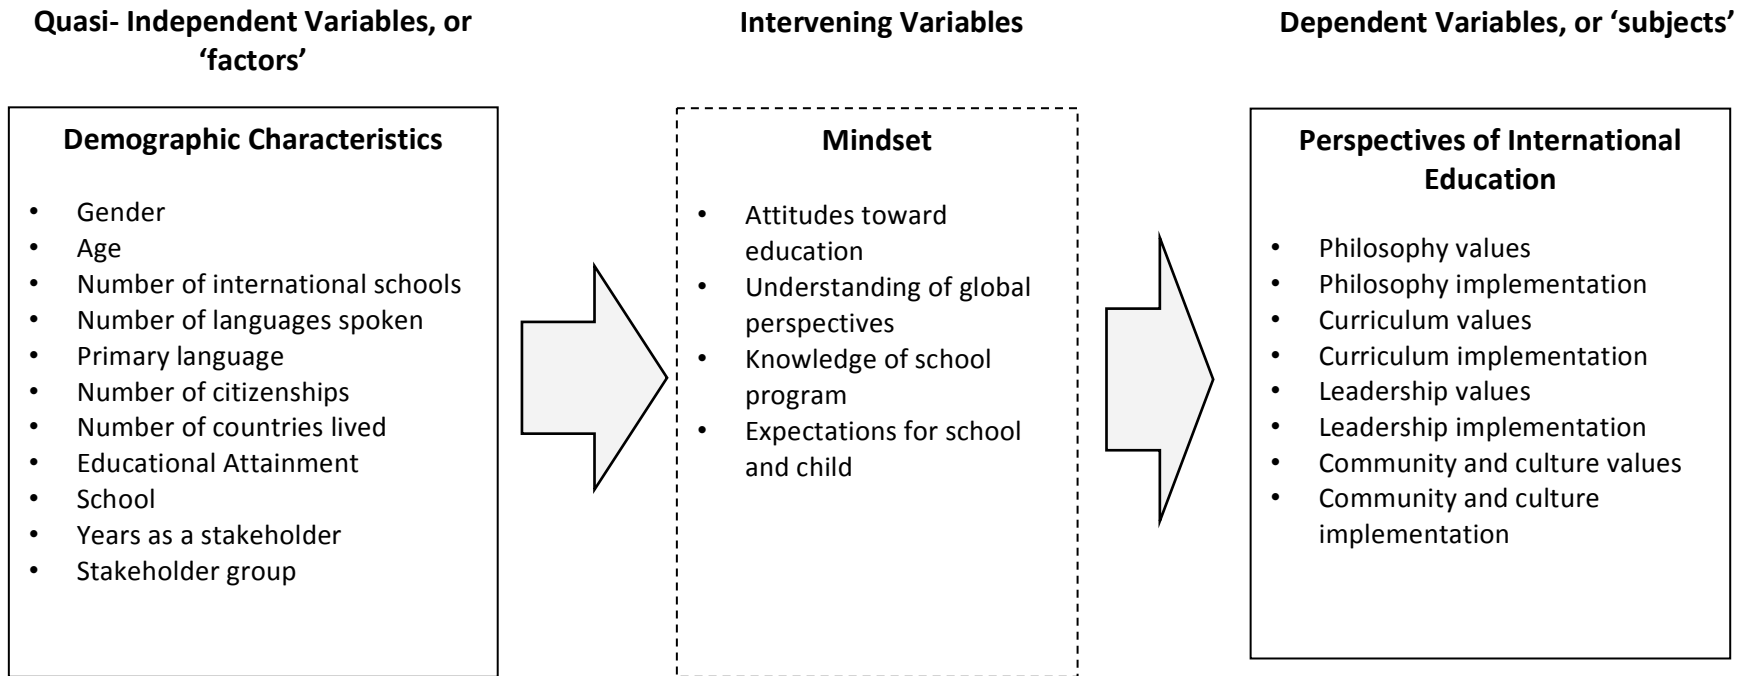 Quasi- Independent Variables, or
‘factors’
Demographic Characteristics
• Gender
• Age
• Number of international schools
• Number of languages spoken
• Primary language
• Number of citizenships
• Number of countries lived
• Educational Attainment
• School
• Years as a stakeholder
• Stakeholder group
Intervening Variables
Mindset
• Attitudes toward
education
• Understanding of global
perspectives
• Knowledge of school
program
• Expectations for school
and child
Dependent Variables, or ‘subjects’
Perspectives of International
Education
• Philosophy values
• Philosophy implementation
• Curriculum values
• Curriculum implementation
• Leadership values
• Leadership implementation
• Community and culture values
• Community and culture
implementation